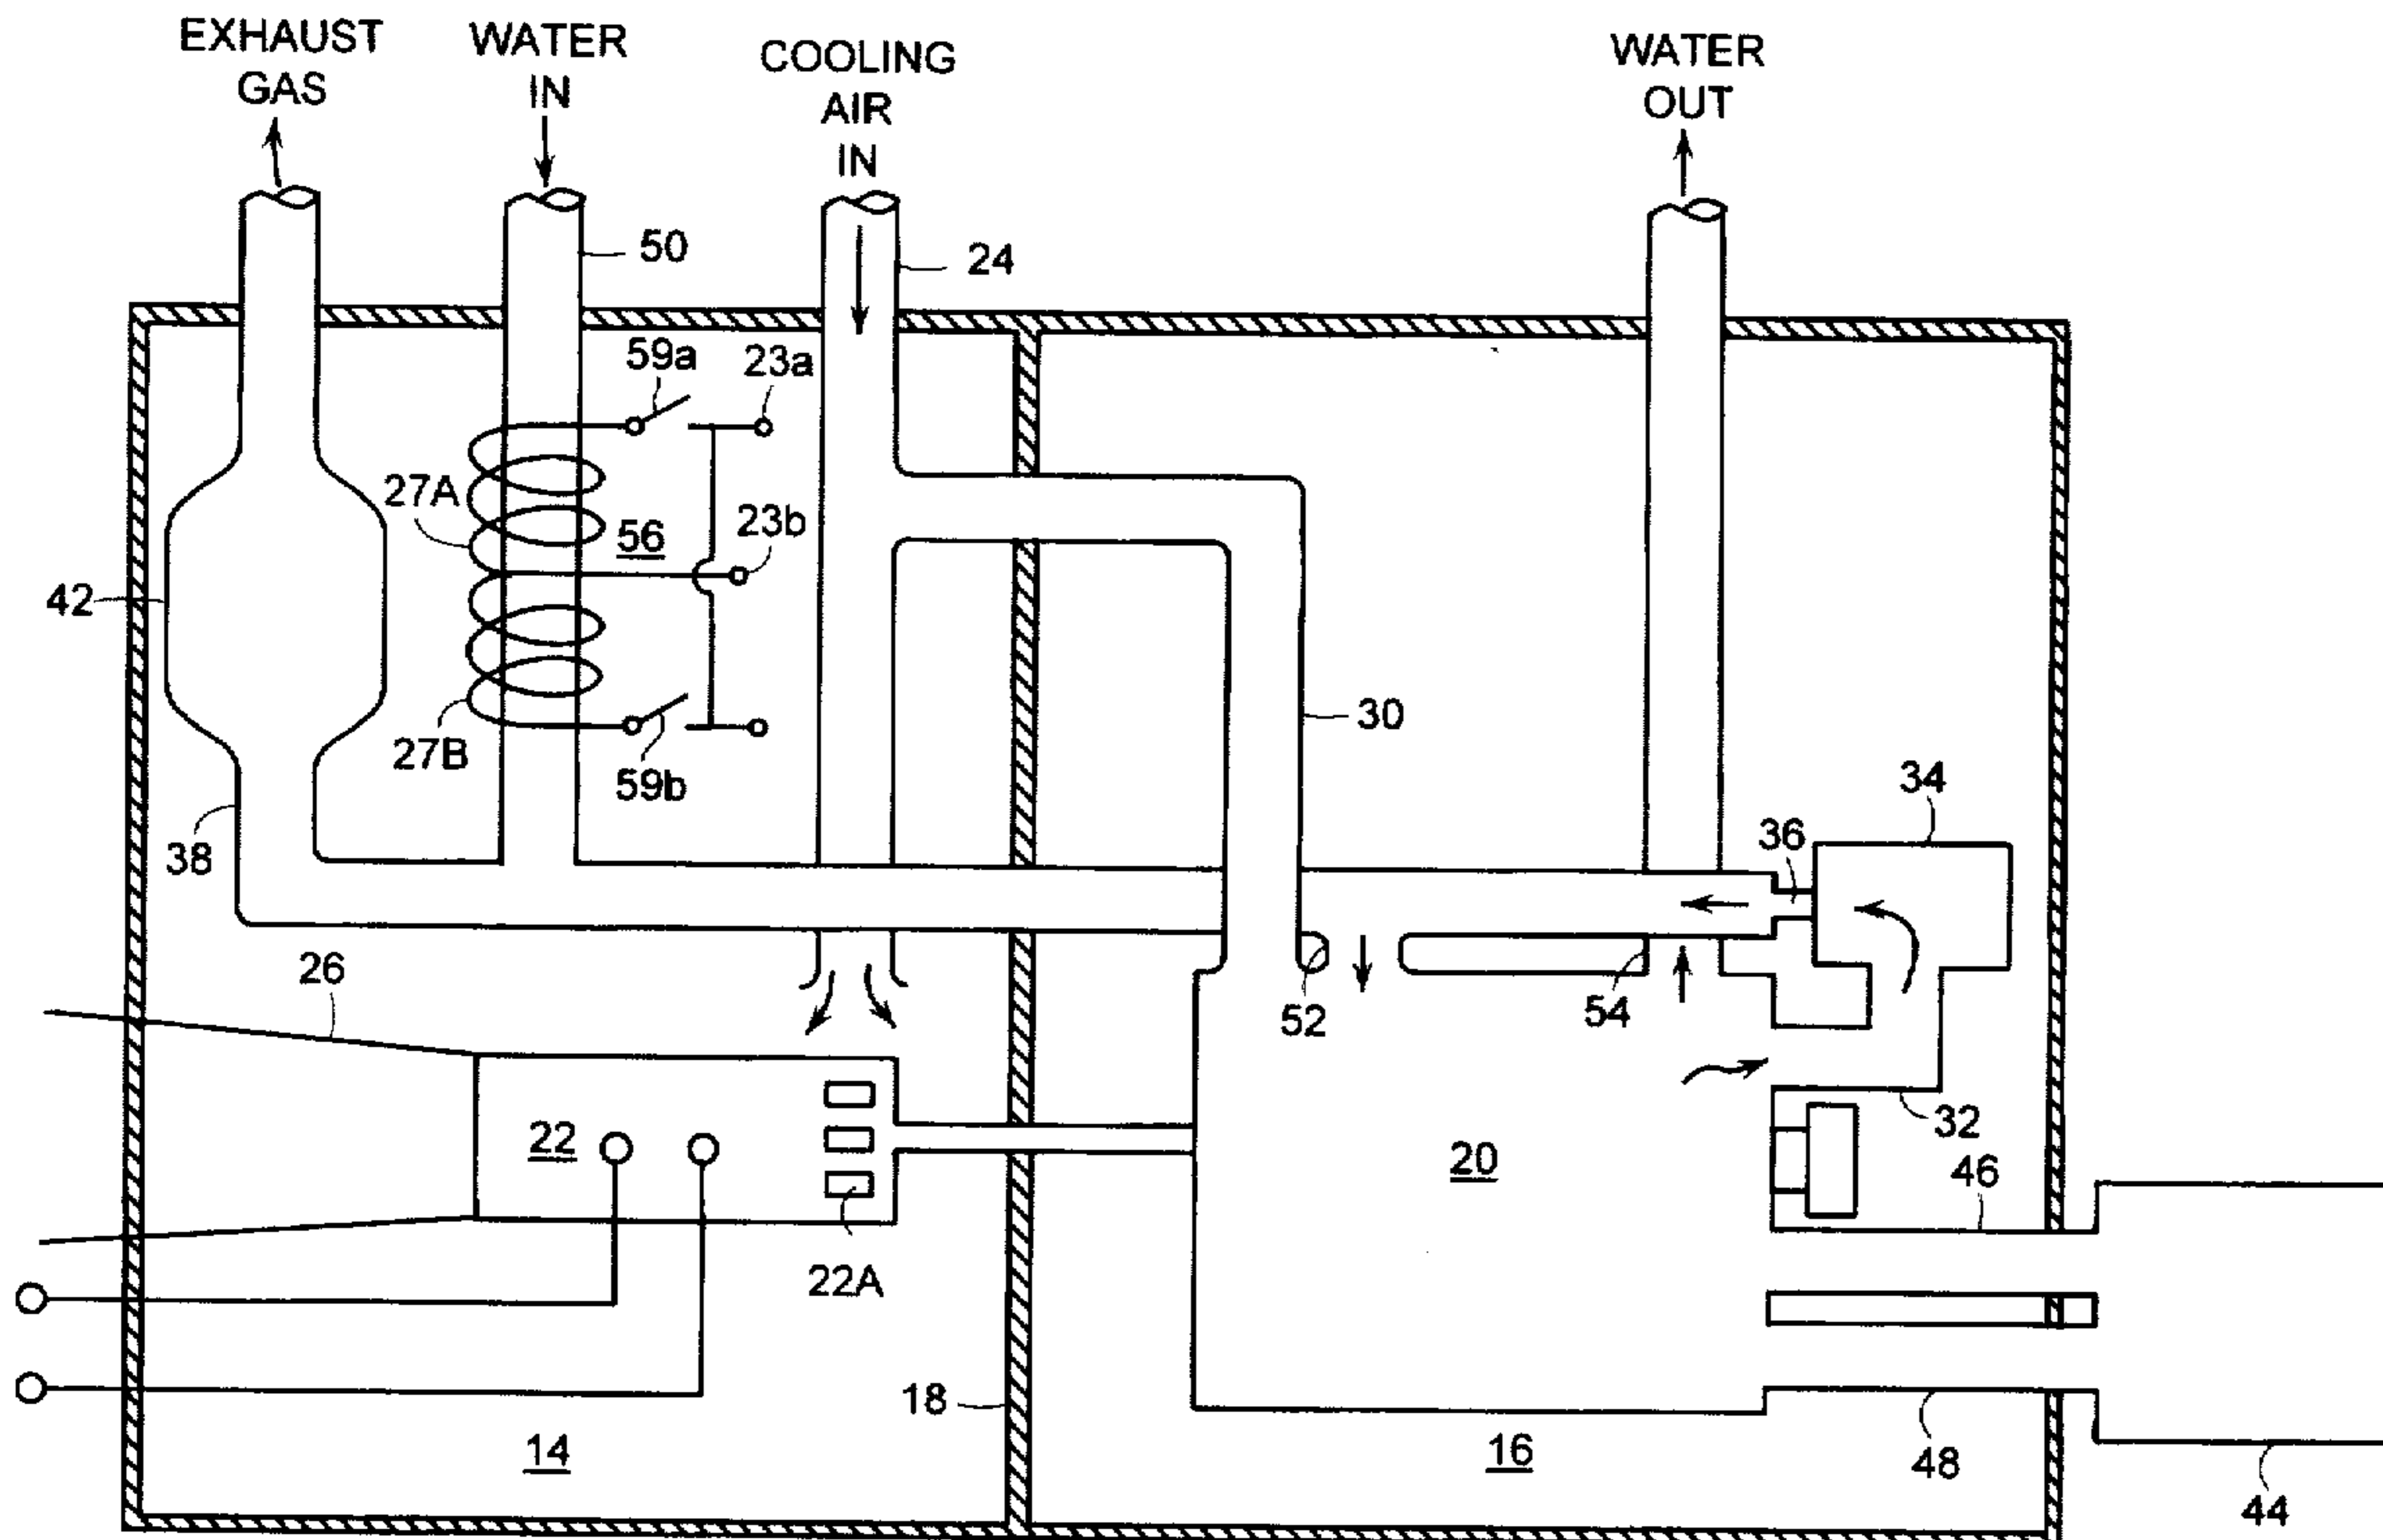 EXHAUST
GAS
WATER
IN
COOLING
AIR
IN
WATER
OUT
50
24
59a
23a
27A
56
23b
42
27B
59b
30
38
34
36
26
52
54
22
22A
20
32
46
18
14
16
48
44